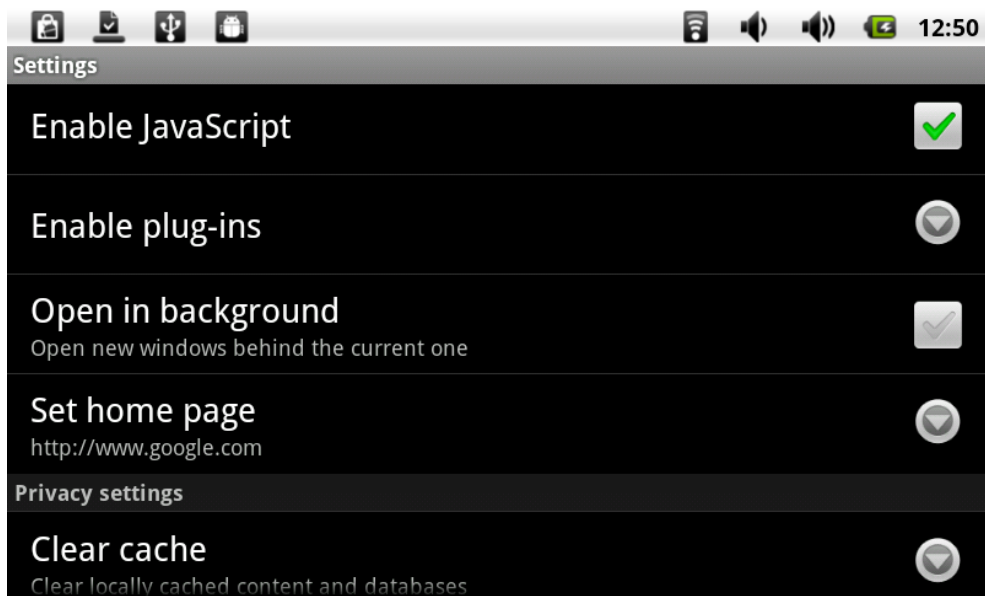 12:50
Settings
Enable JavaScript
Enable plug-ins
Open in background
Open new windows behind the current one
Set home page
http://www.google.com
Privacy settings
Clear cache
Clear locally cached content and databases